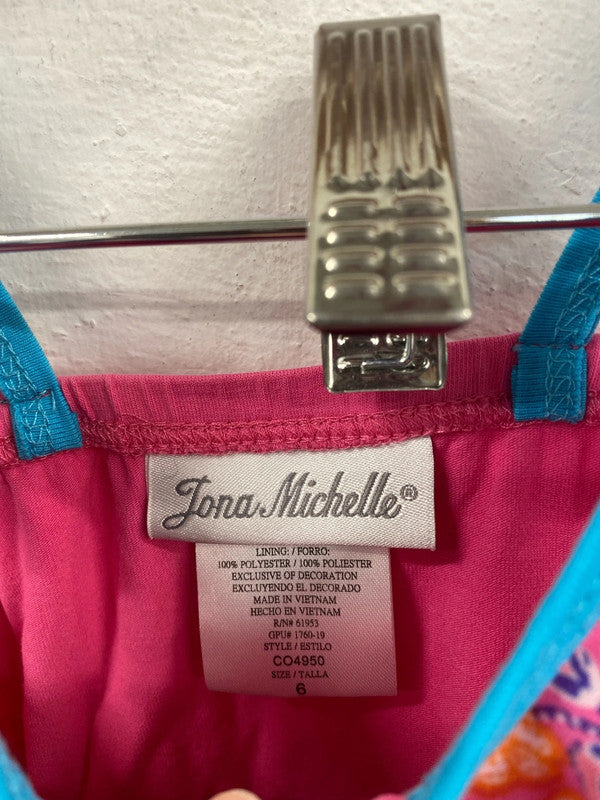 Jona Michelle®
LINING: / FORRO:
100% POLYESTER / 100% POLIESTER
EXCLUSIVE OF DECORATION
EXCLUYENDO EL DECORADO
MADE IN VIETNAM
HECHO EN VIETNAM
R/N# 61953
GPU# 1760-19
STYLE / ESTILO
CO4950
SIZE / TALLA
6